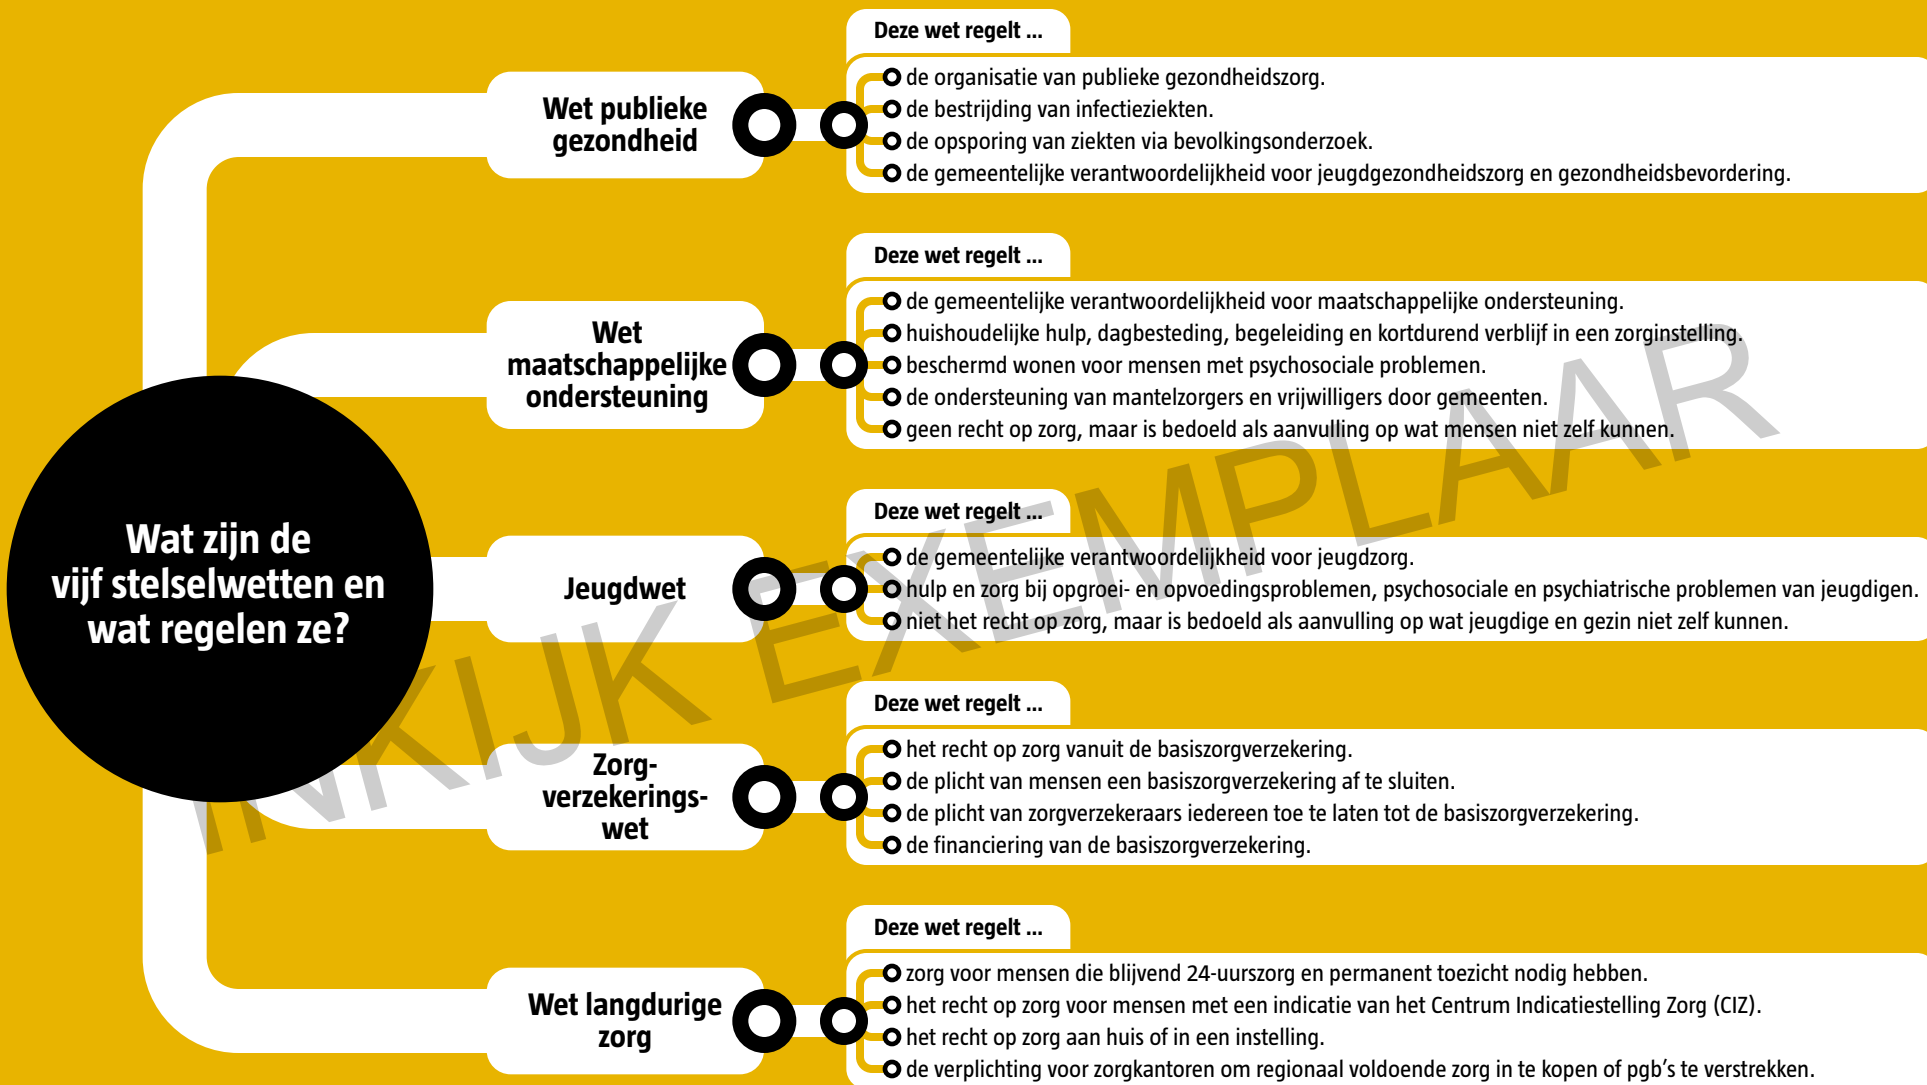 Wat zijn de
vijf stelselwetten en
wat regelen ze?
Wet publieke
gezondheid
Deze wet regelt ...
de organisatie van publieke gezondheidszorg.
de bestrijding van infectieziekten.
de opsporing van ziekten via bevolkingsonderzoek.
de gemeentelijke verantwoordelijkheid voor jeugdgezondheidszorg en gezondheidsbevordering.
Wet
maatschappelijke
ondersteuning
Deze wet regelt ...
de gemeentelijke verantwoordelijkheid voor maatschappelijke ondersteuning.
huishoudelijke hulp, dagbesteding, begeleiding en kortdurend verblijf in een zorginstelling.
beschermd wonen voor mensen met psychosociale problemen.
de ondersteuning van mantelzorgers en vrijwilligers door gemeenten.
geen recht op zorg, maar is bedoeld als aanvulling op wat mensen niet zelf kunnen.
Jeugdwet
Deze wet regelt ...
de gemeentelijke verantwoordelijkheid voor jeugdzorg.
hulp en zorg bij opgroei- en opvoedingsproblemen, psychosociale en psychiatrische problemen van jeugdigen.
niet het recht op zorg, maar is bedoeld als aanvulling op wat jeugdige en gezin niet zelf kunnen.
Zorg-
verzekerings-
wet
Deze wet regelt ...
het recht op zorg vanuit de basiszorgverzekering.
de plicht van mensen een basiszorgverzekering af te sluiten.
de plicht van zorgverzekeraars iedereen toe te laten tot de basiszorgverzekering.
de financiering van de basiszorgverzekering.
Wet langdurige
zorg
Deze wet regelt ...
zorg voor mensen die blijvend 24-uurszorg en permanent toezicht nodig hebben.
het recht op zorg voor mensen met een indicatie van het Centrum Indicatiestelling Zorg (CIZ).
het recht op zorg aan huis of in een instelling.
de verplichting voor zorgkantoren om regionaal voldoende zorg in te kopen of pgb's te verstrekken.
INKIJK EXEMPLAAR